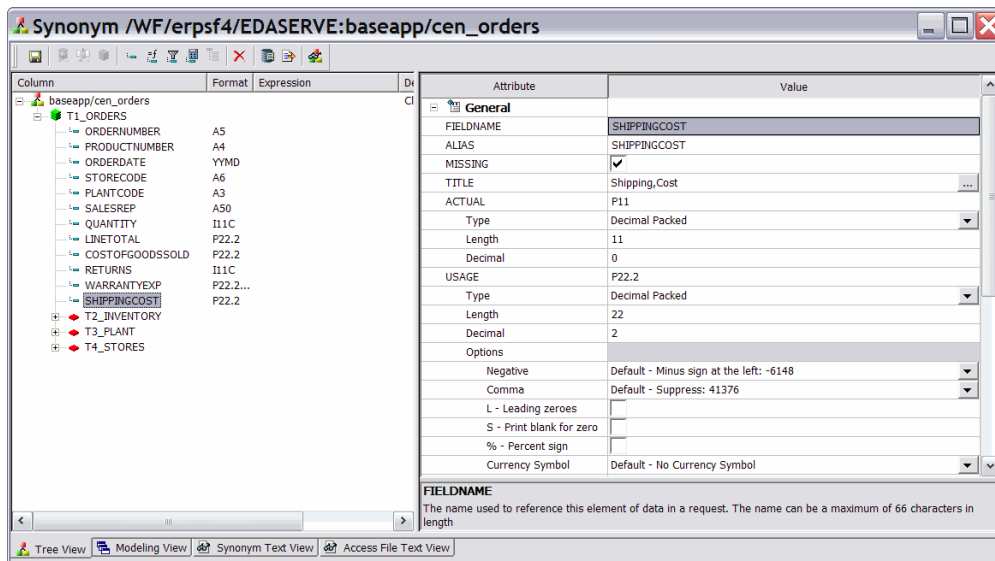 Synonym /WF/erpsf4/EDASERVE:baseapp/cen_orders
Column Format Expression De
baseapp/cen_orders Cl
T1_ORDERS
ORDERNUMBER A5
PRODUCTNUMBER A4
ORDERDATE YYMD
STORECODE A6
PLANTCODE A3
SALESREP A50
QUANTITY I11C
LINETOTAL P22.2
COSTOFGOODSSOLD P22.2
RETURNS I11C
WARRANTYEXP P22.2...
SHIPPINGCOST P22.2
T2_INVENTORY
T3_PLANT
T4_STORES
Attribute Value
General
FIELDNAME SHIPPINGCOST
ALIAS SHIPPINGCOST
MISSING
TITLE Shipping,Cost ...
ACTUAL P11
Type Decimal Packed
Length 11
Decimal 0
USAGE P22.2
Type Decimal Packed
Length 22
Decimal 2
Options
Negative Default - Minus sign at the left: -6148
Comma Default - Suppress: 41376
L - Leading zeroes
S - Print blank for zero
% - Percent sign
Currency Symbol Default - No Currency Symbol
FIELDNAME
The name used to reference this element of data in a request. The name can be a maximum of 66 characters in
length
Tree View Modeling View Synonym Text View Access File Text View